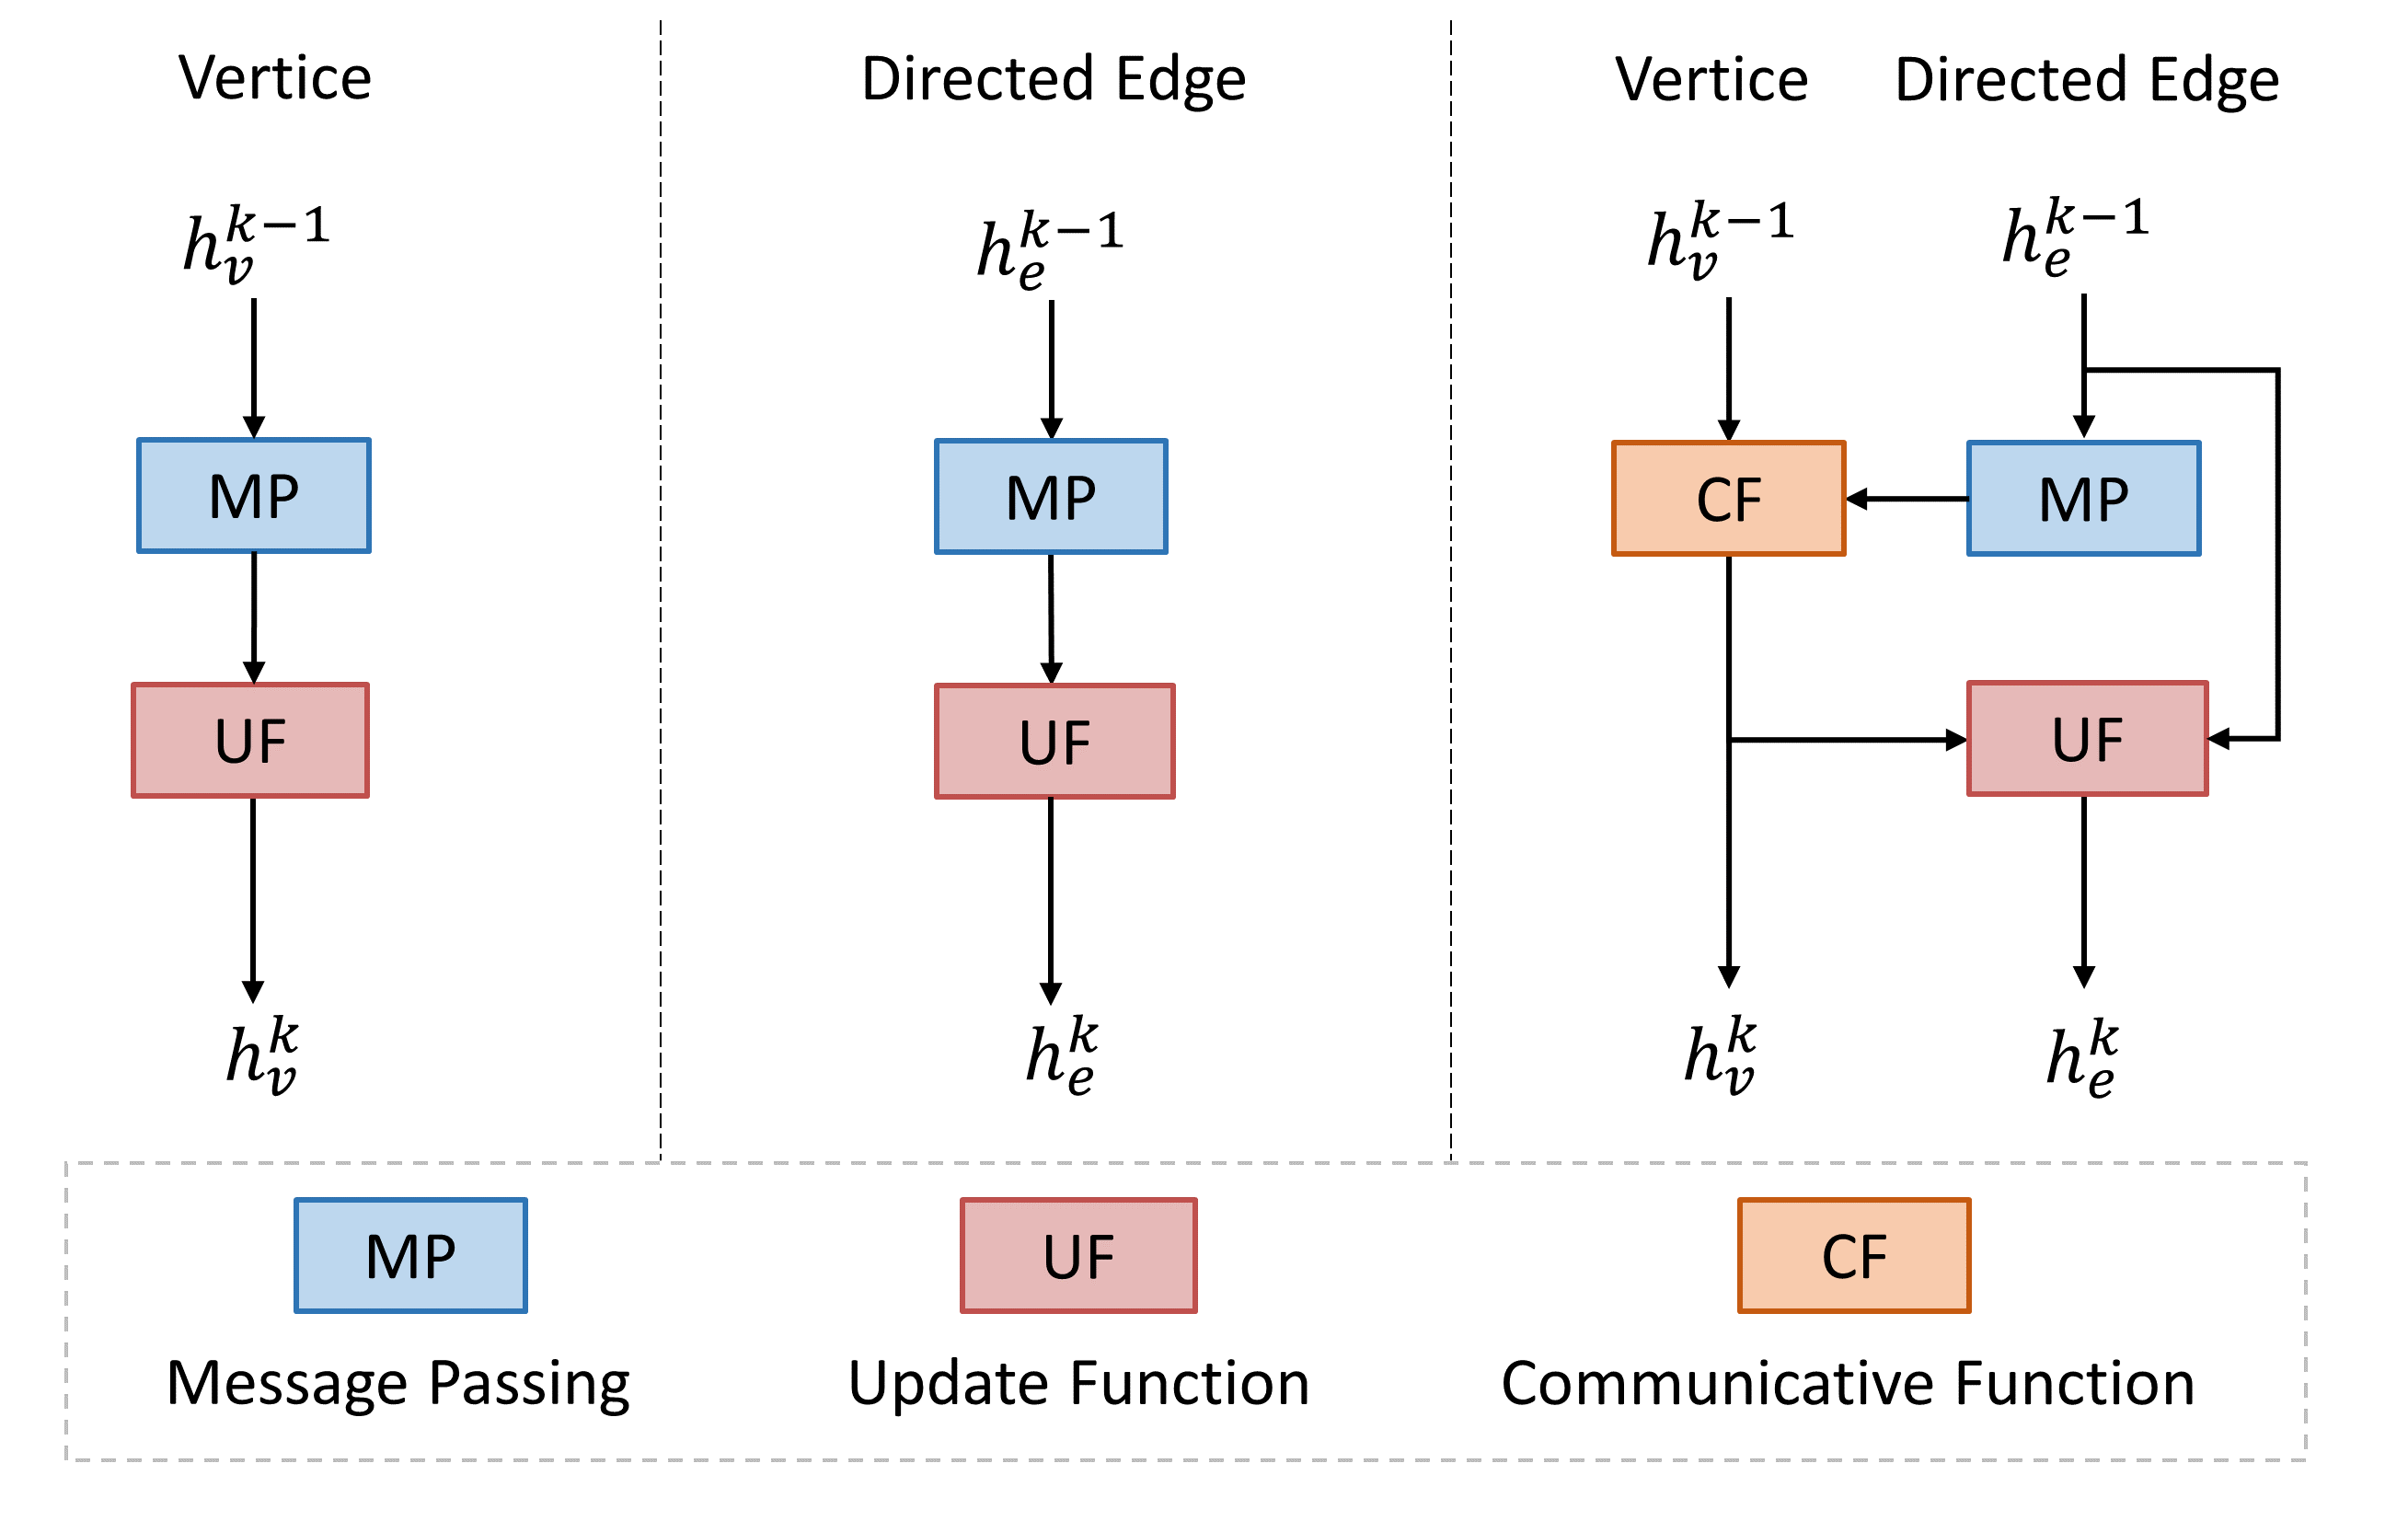 Vertice
Directed Edge
Vertice Directed Edge
h_v^{k-1}
h_e^{k-1}
h_v^{k-1} h_e^{k-1}
MP
MP
CF MP
UF
UF
UF
h_v^k
h_e^k
h_v^k h_e^k
MP
UF
CF
Message Passing
Update Function
Communicative Function